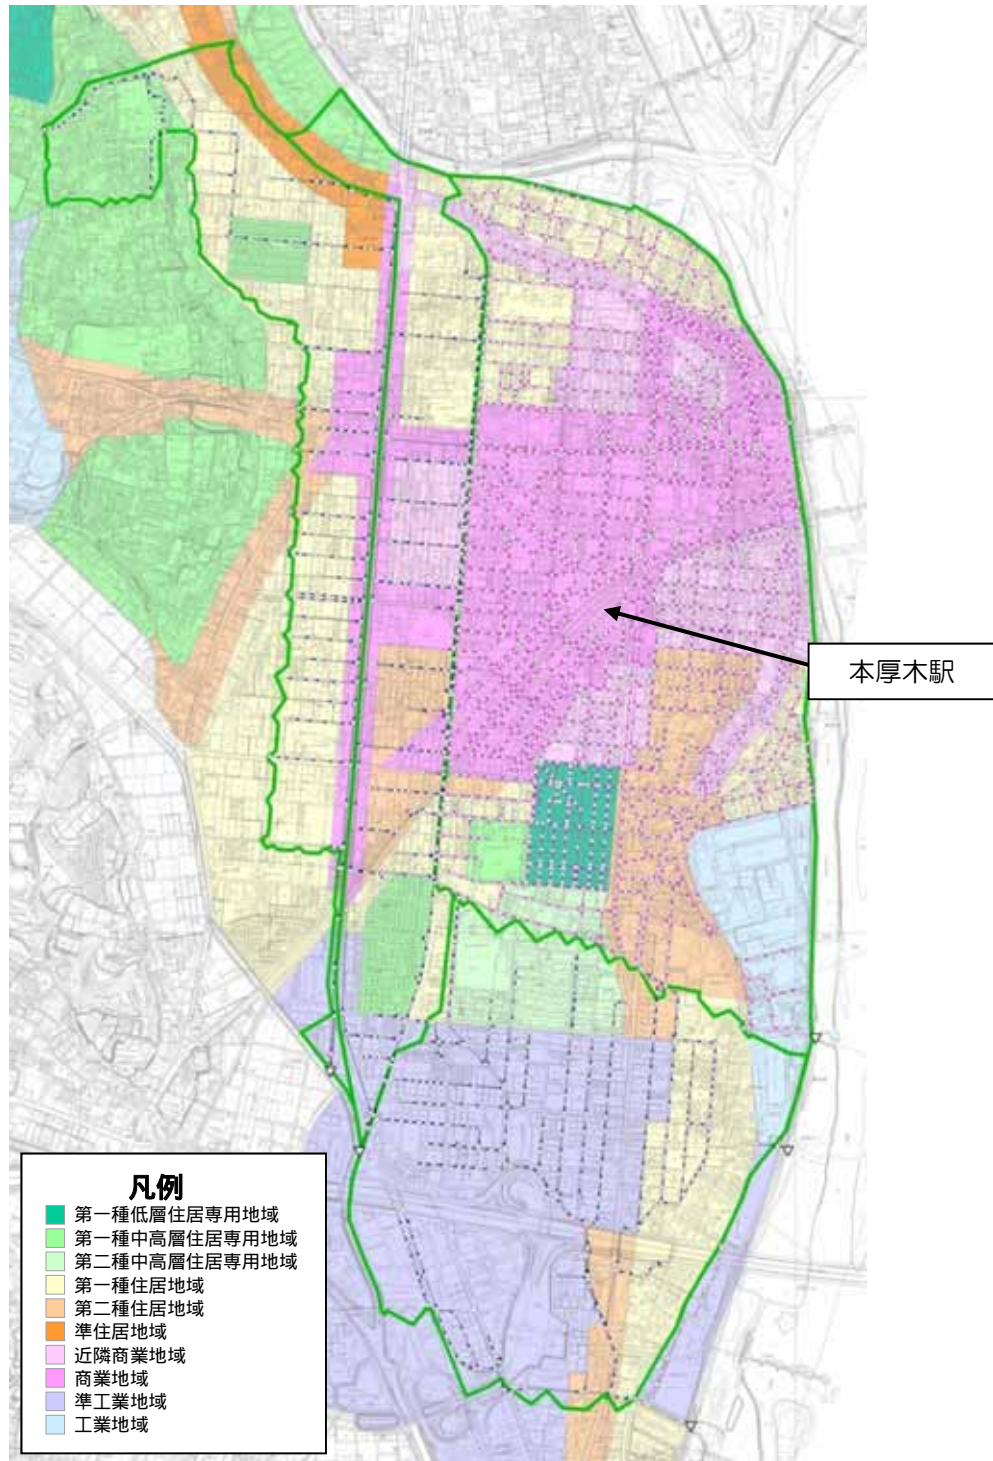 本厚木駅
凡例
第一種低層住居専用地域
第一種中高層住居専用地域
第二種中高層住居専用地域
第一種住居地域
第二種住居地域
準住居地域
近隣商業地域
商業地域
準工業地域
工業地域